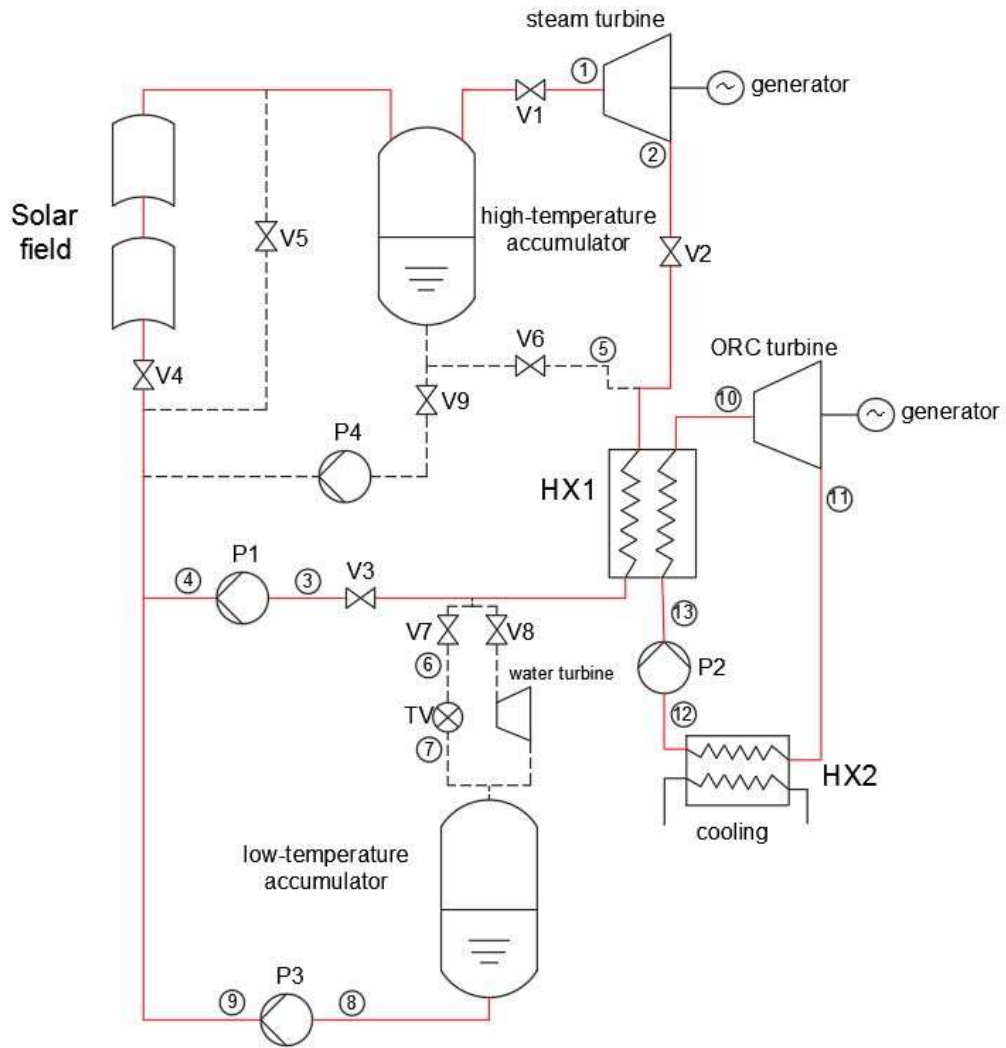 steam turbine
1
generator
V1
2
Solar
field
V5
high-temperature
accumulator
V2
V4
V6
5
ORC turbine
V9
10
generator
P4
HX1
11
P1
4
3
V3
13
V7
V8
6
water turbine
P2
TV
12
7
HX2
cooling
low-temperature
accumulator
P3
9
8